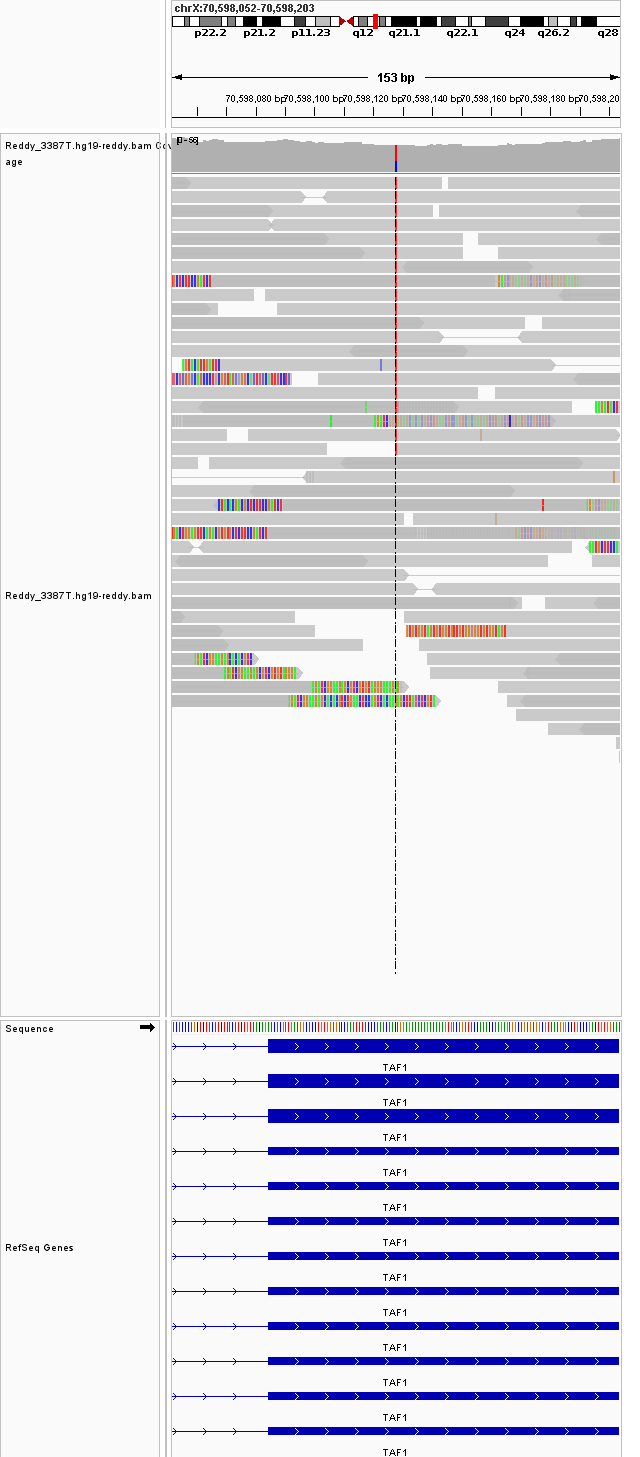 chrX:70,598,052-70,598,203
p22.2 p21.2 p11.23 q12 q21.1 q22.1 q24 q26.2 q28
153 bp
70,598,080 bp 70,598,100 bp 70,598,120 bp 70,598,140 bp 70,598,160 bp 70,598,180 bp 70,598,20
Reddy_3387T.hg19-reddy.bam Cov
age
Reddy_3387T.hg19-reddy.bam
Sequence
TAF1
TAF1
TAF1
TAF1
TAF1
TAF1
RefSeq Genes
TAF1
TAF1
TAF1
TAF1
TAF1
TAF1